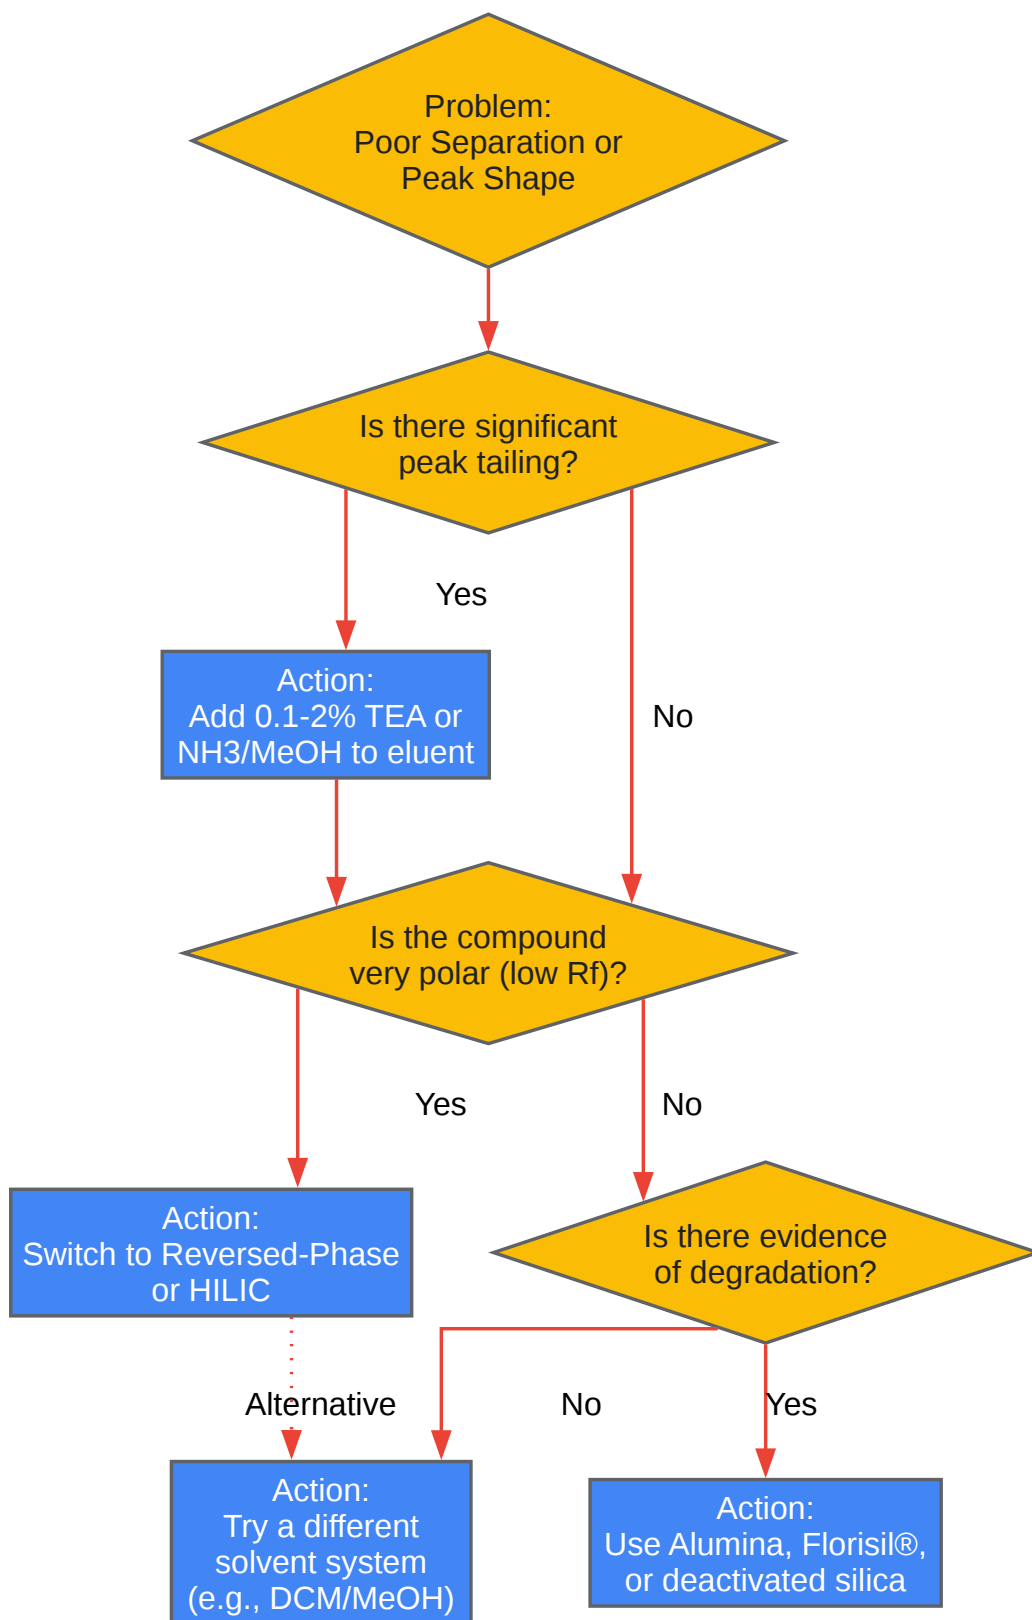 Problem:
Poor Separation or
Peak Shape
Is there significant
peak tailing?
Yes
Action:
Add 0.1-2% TEA or
NH3/MeOH to eluent
No
Is the compound
very polar (low Rf)?
Yes
No
Action:
Switch to Reversed-Phase
or HILIC
Is there evidence
of degradation?
Alternative
No
Yes
Action:
Try a different
solvent system
(e.g., DCM/MeOH)
Action:
Use Alumina, Florisil®,
or deactivated silica